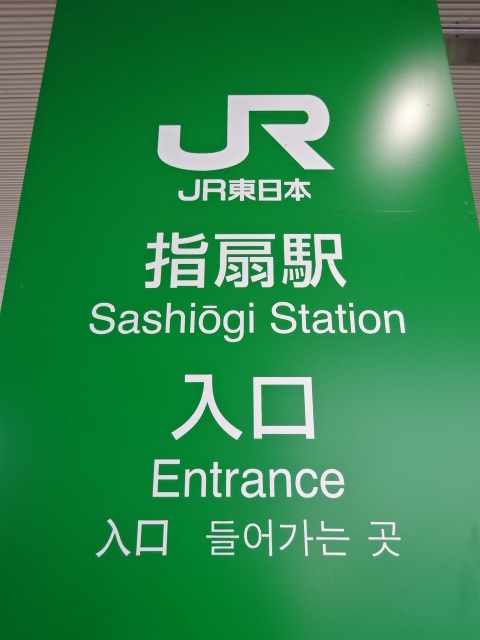 JR
JR東日本
指扇駅
Sashiōgi Station
入口
Entrance
入口 들어가는 곳